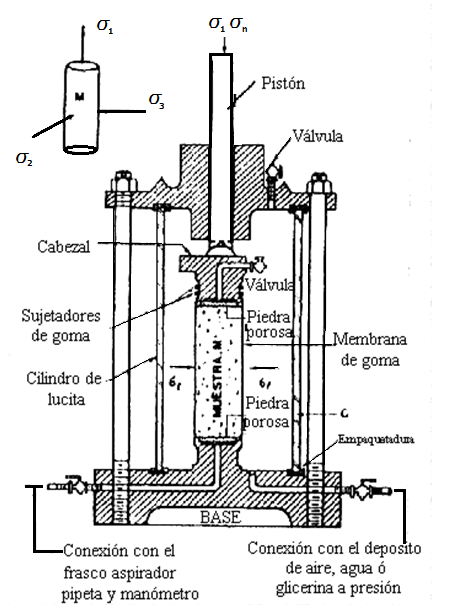 σ1
M
σ3
σ2
σ1 σn
Pistón
Válvula
Cabezal
Válvula
Sujetadores
de goma
Piedra
porosa
Membrana
de goma
MUESTRA.M
Cilindro de
lucita
Piedra
porosa
Empaquetadura
BASE
Conexión con el
frasco aspirador
pipeta y manómetro
Conexión con el deposito
de aire, agua ó
glicerina a presión